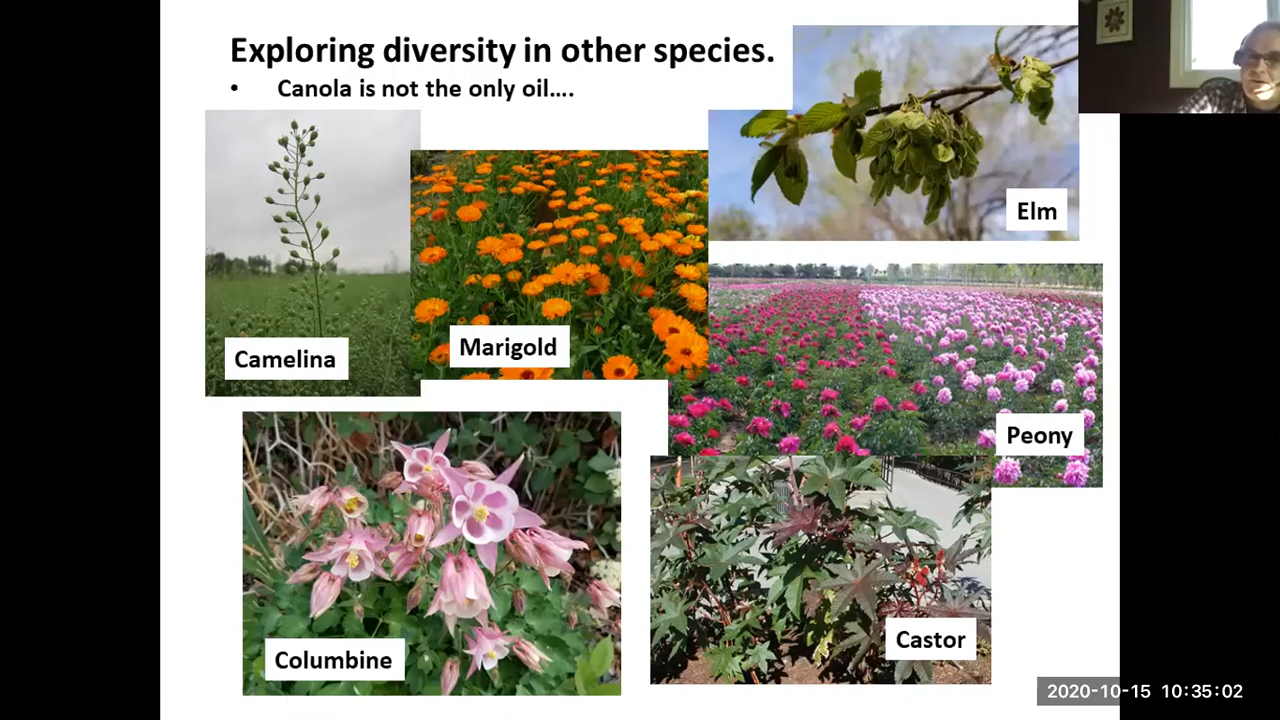 Exploring diversity in other species.
• Canola is not the only oil….
Elm
Camelina
Marigold
Peony
Columbine
Castor
2020-10-15 10:35:02